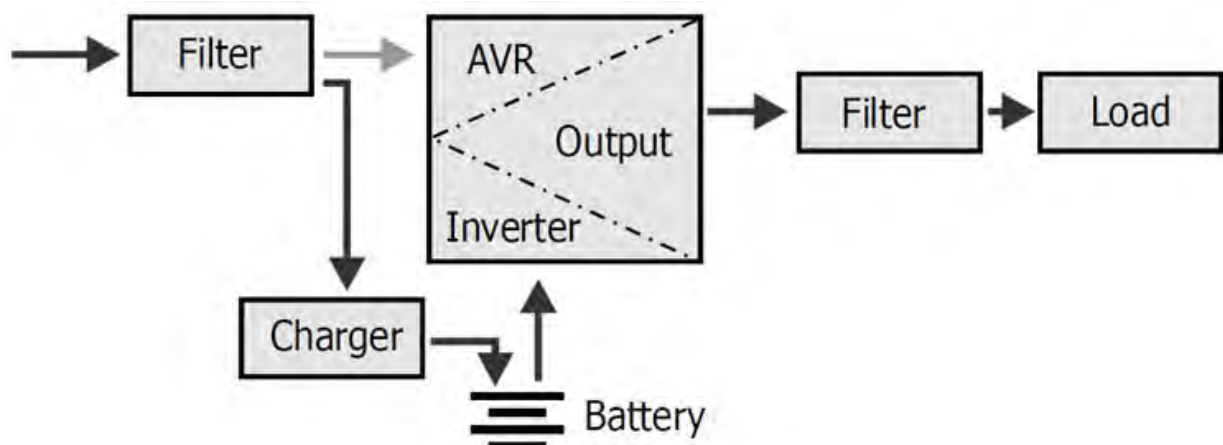 Filter
AVR
Output
Inverter
Filter
Load
Charger
Battery